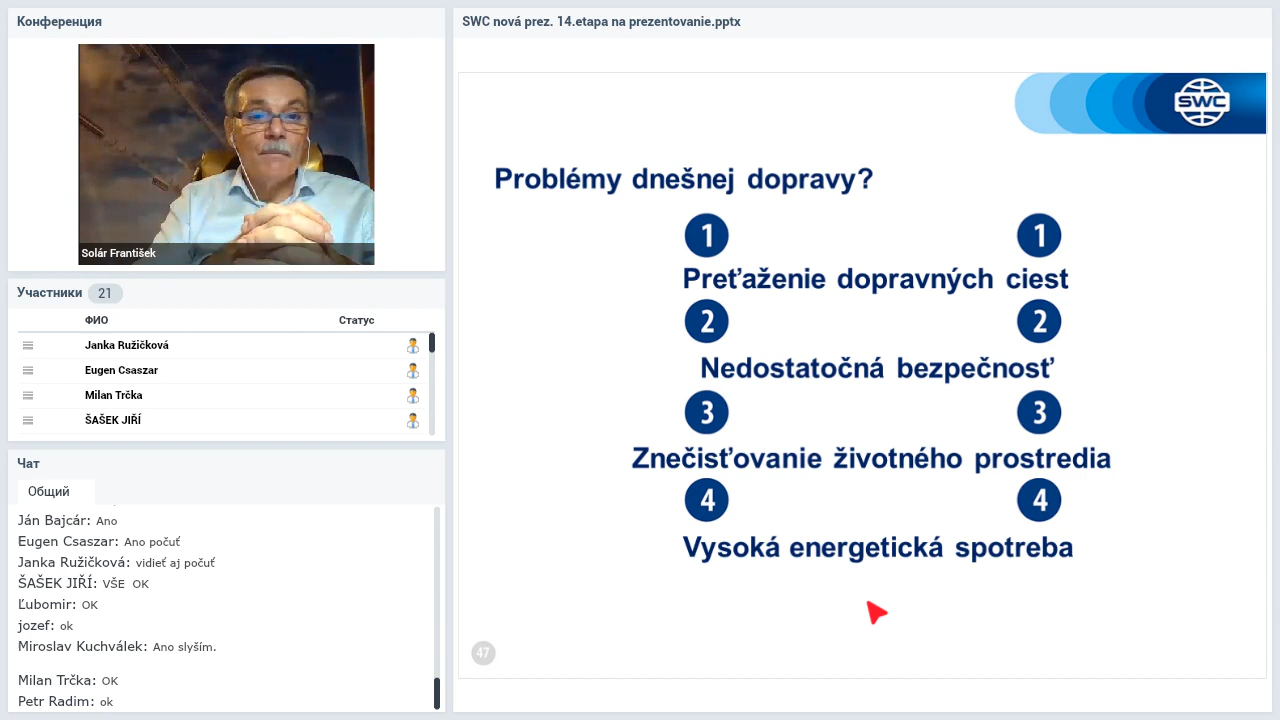 Конференция
Solár František
Участники 21
ФИО Статус
Janka Ružičková
Eugen Csaszar
Milan Trčka
ŠAŠEK JIŘÍ
Чат
Общий
Ján Bajcár: Ano
Eugen Csaszar: Ano počuť
Janka Ružičková: vidieť aj počuť
ŠAŠEK JIŘÍ: VŠE OK
Ľubomir: OK
jozef: ok
Miroslav Kuchválek: Ano slyším.
Milan Trčka: OK
Petr Radim: ok
SWC nová prez. 14.etapa na prezentovanie.pptx
SWC
Problémy dnešnej dopravy?
1 1
Preťaženie dopravných ciest
2 2
Nedostatočná bezpečnosť
3 3
Znečisťovanie životného prostredia
4 4
Vysoká energetická spotreba
47